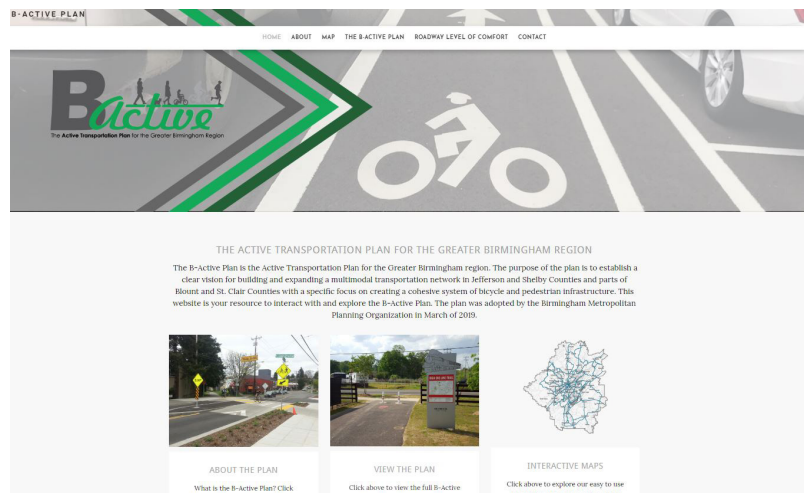 B-ACTIVE PLAN
HOME ABOUT MAP THE B-ACTIVE PLAN ROADWAY LEVEL OF COMFORT CONTACT
B Active
The Active Transportation Plan for the Greater Birmingham Region
THE ACTIVE TRANSPORTATION PLAN FOR THE GREATER BIRMINGHAM REGION
The B-Active Plan is the Active Transportation Plan for the Greater Birmingham region. The purpose of the plan is to establish a
clear vision for building and expanding a multimodal transportation network in Jefferson and Shelby Counties and parts of
Blount and St. Clair Counties with a specific focus on creating a cohesive system of bicycle and pedestrian infrastructure. This
website is your resource to interact with and explore the B-Active Plan. The plan was adopted by the Birmingham Metropolitan
Planning Organization in March of 2019.
ABOUT THE PLAN
VIEW THE PLAN
INTERACTIVE MAPS
What is the B-Active Plan? Click
Click above to view the full B-Active
Click above to explore our easy to use